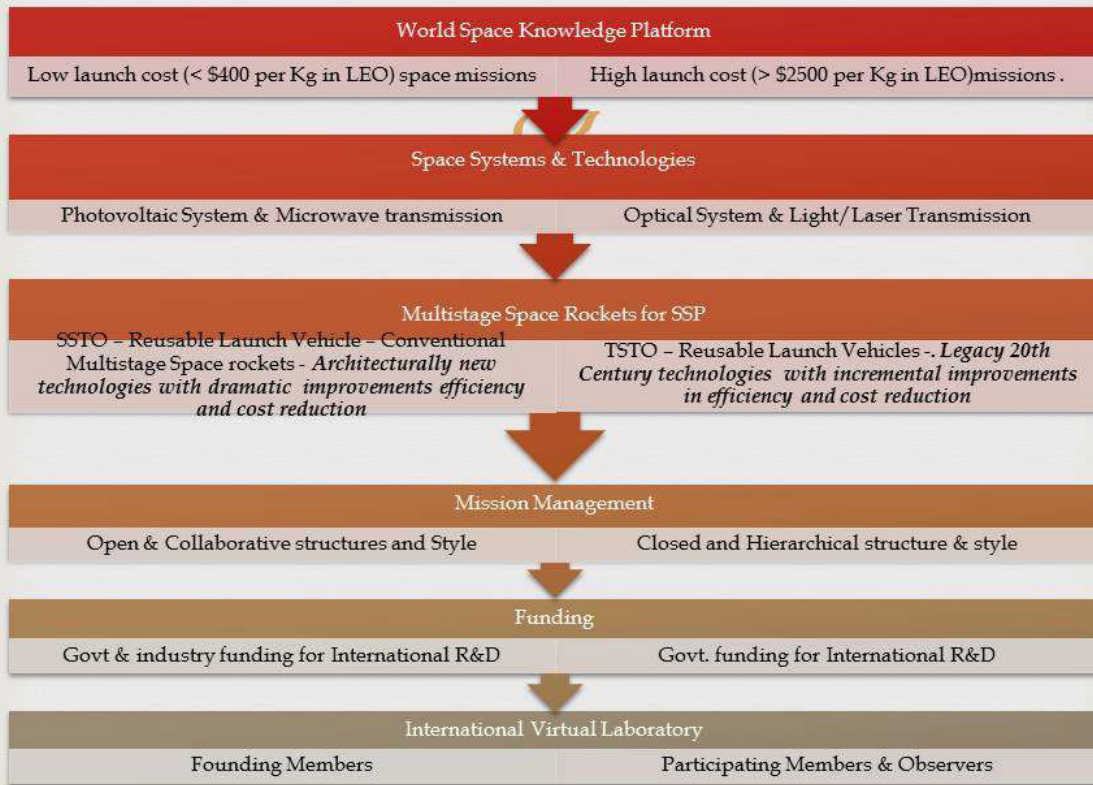 World Space Knowledge Platform
Low launch cost (< $400 per Kg in LEO) space missions
High launch cost (> $2500 per Kg in LEO)missions .
Space Systems & Technologies
Photovoltaic System & Microwave transmission
Optical System & Light/Laser Transmission
Multistage Space Rockets for SSP
SSTO – Reusable Launch Vehicle – Conventional
Multistage Space rockets - Architecturally new
technologies with dramatic improvements efficiency
and cost reduction
TSTO – Reusable Launch Vehicles -. Legacy 20th
Century technologies with incremental improvements
in efficiency and cost reduction
Mission Management
Open & Collaborative structures and Style
Closed and Hierarchical structure & style
Funding
Govt & industry funding for International R&D
Govt. funding for International R&D
International Virtual Laboratory
Founding Members
Participating Members & Observers